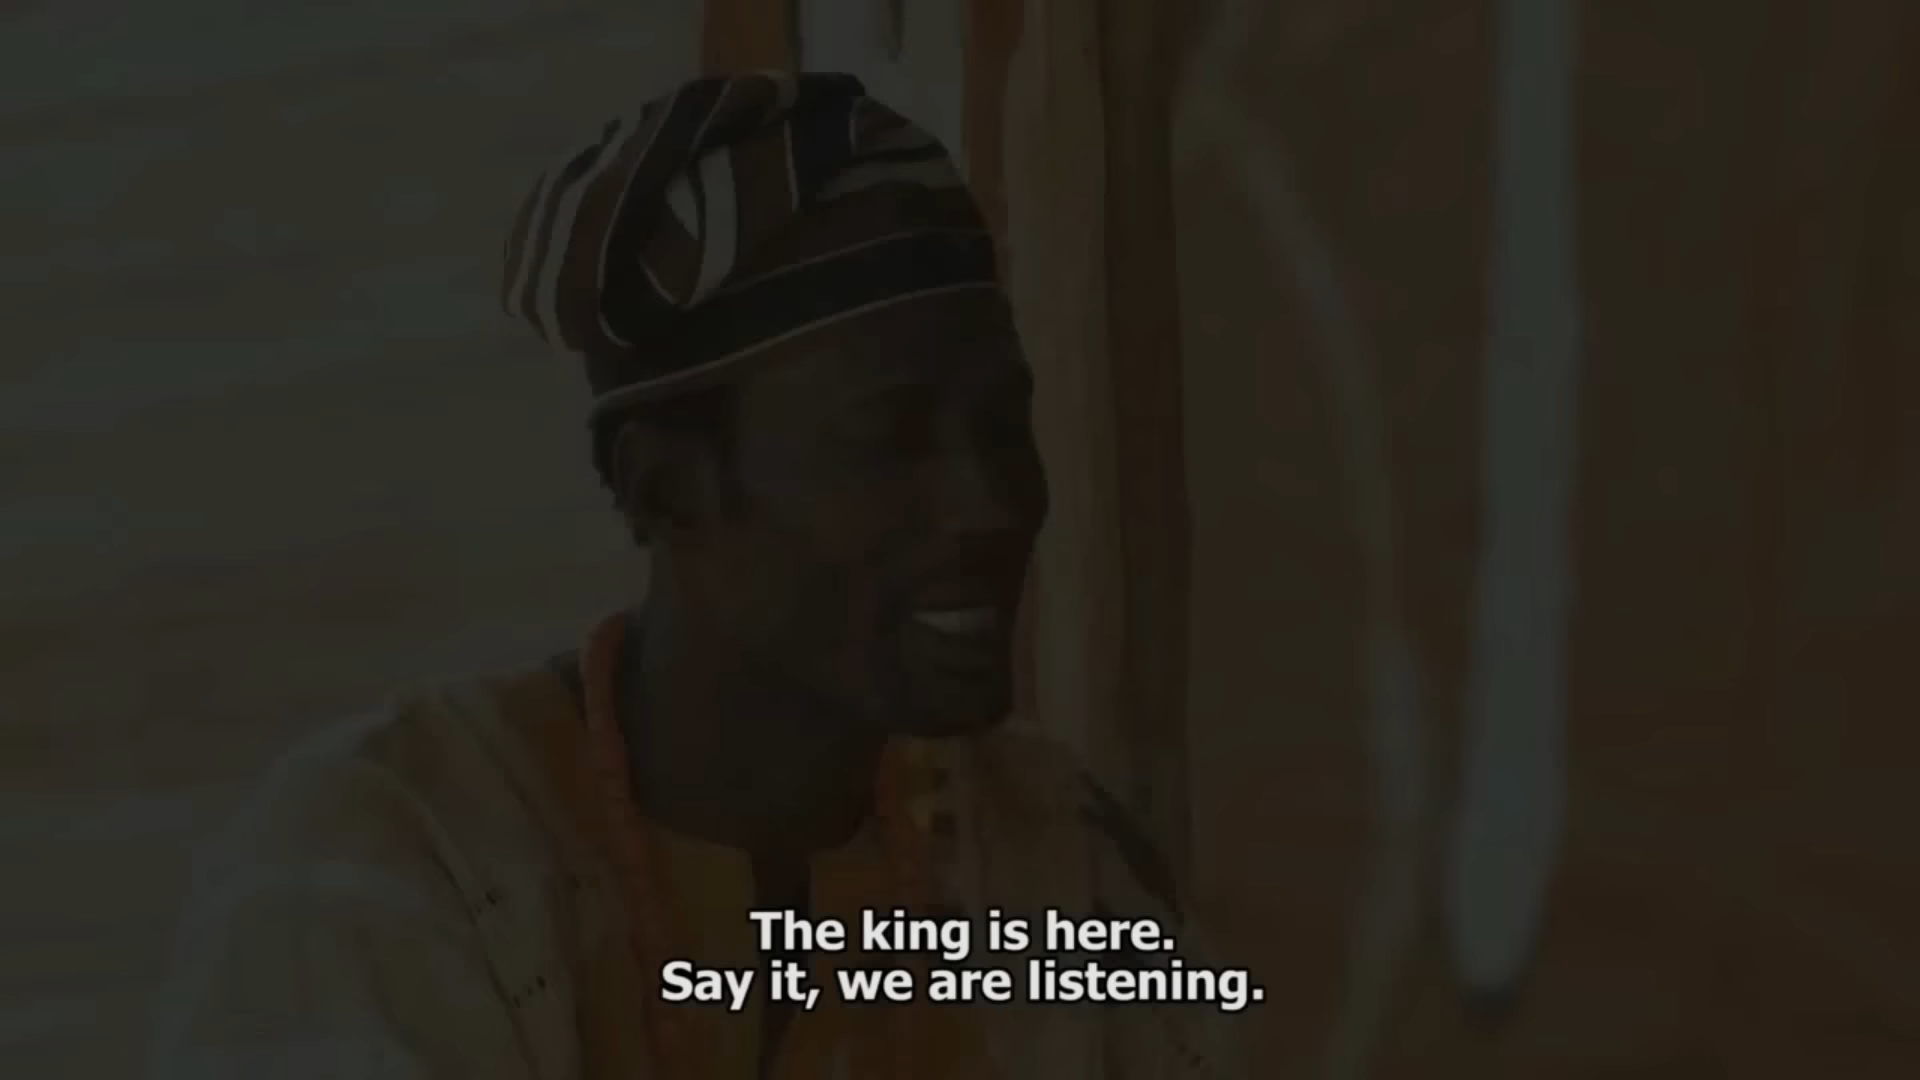 The king is here.
Say it, we are listening.